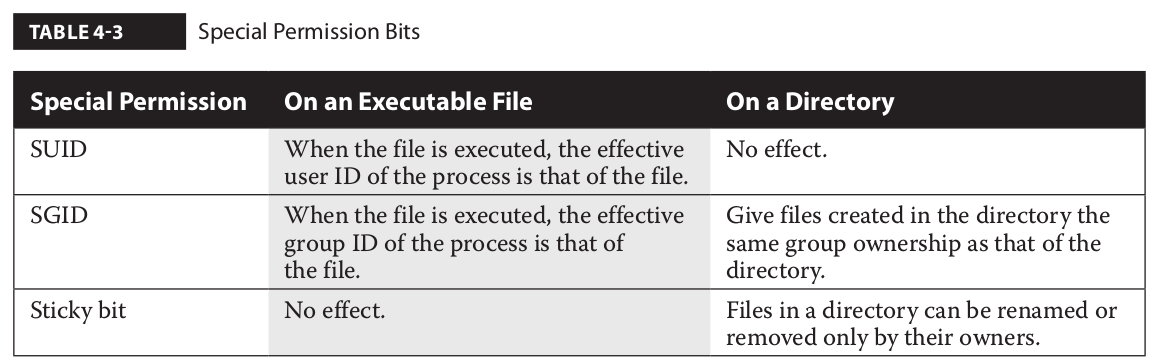 TABLE 4-3 Special Permission Bits
Special Permission On an Executable File On a Directory
SUID When the file is executed, the effective No effect.
user ID of the process is that of the file.
SGID When the file is executed, the effective Give files created in the directory the
group ID of the process is that of same group ownership as that of the
the file. directory.
Sticky bit No effect. Files in a directory can be renamed or
removed only by their owners.